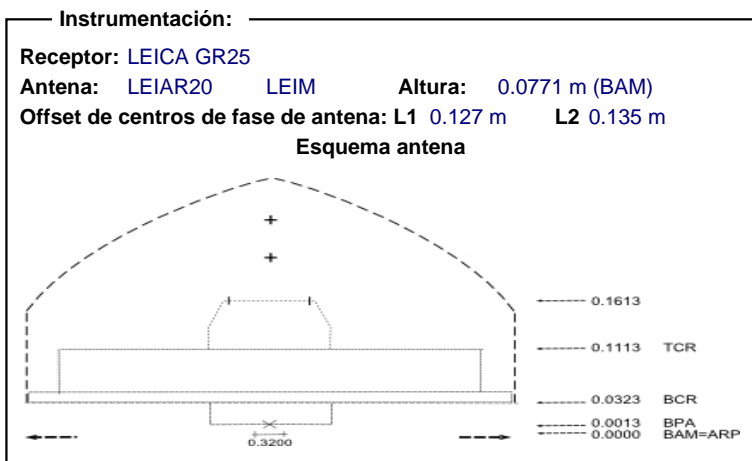 Instrumentación:
Receptor: LEICA GR25
Antena: LEIAR20 LEIM Altura: 0.0771 m (BAM)
Offset de centros de fase de antena: L1 0.127 m L2 0.135 m
Esquema antena
0.1613
0.1113 TCR
0.0323 BCR
0.0013 BPA
0.0000 BAM=ARP
0.3200